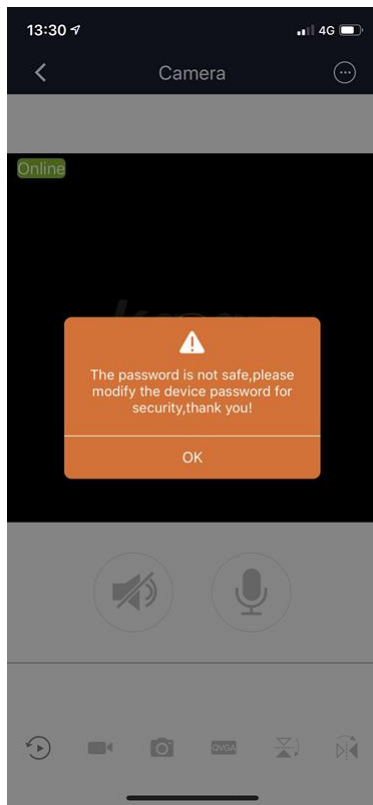 13:30
4G
Camera
Online
The password is not safe,please
modify the device password for
security,thank you!
OK
QVGA